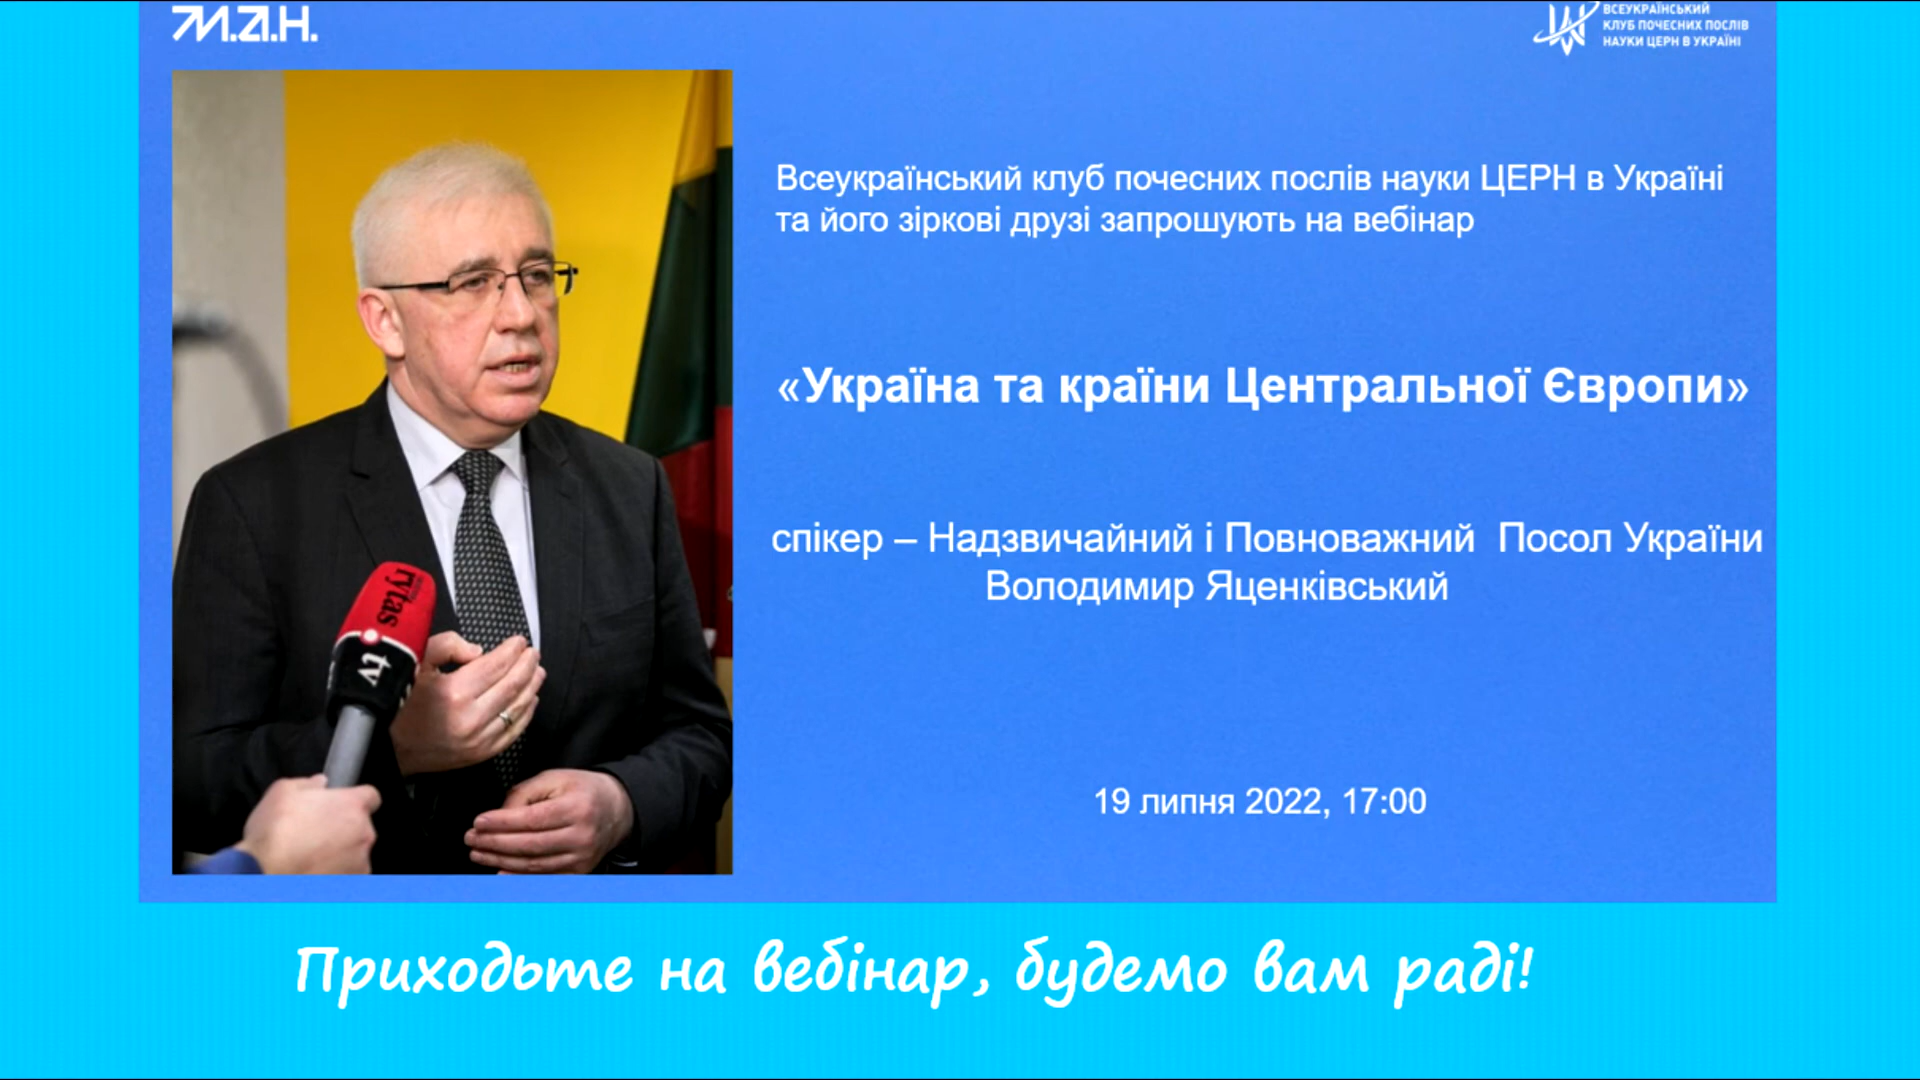 М.А.Н.
ВСЕУКРАЇНСЬКИЙ
КЛУБ ПОЧЕСНИХ ПОСЛІВ
НАУКИ ЦЕРН В УКРАЇНІ
Всеукраїнський клуб почесних послів науки ЦЕРН в Україні
та його зіркові друзі запрошують на вебінар
«Україна та країни Центральної Європи»
спікер – Надзвичайний і Повноважний Посол України
Володимир Яценківський
rytas
tv
19 липня 2022, 17:00
Приходьте на вебінар, будемо вам раді!